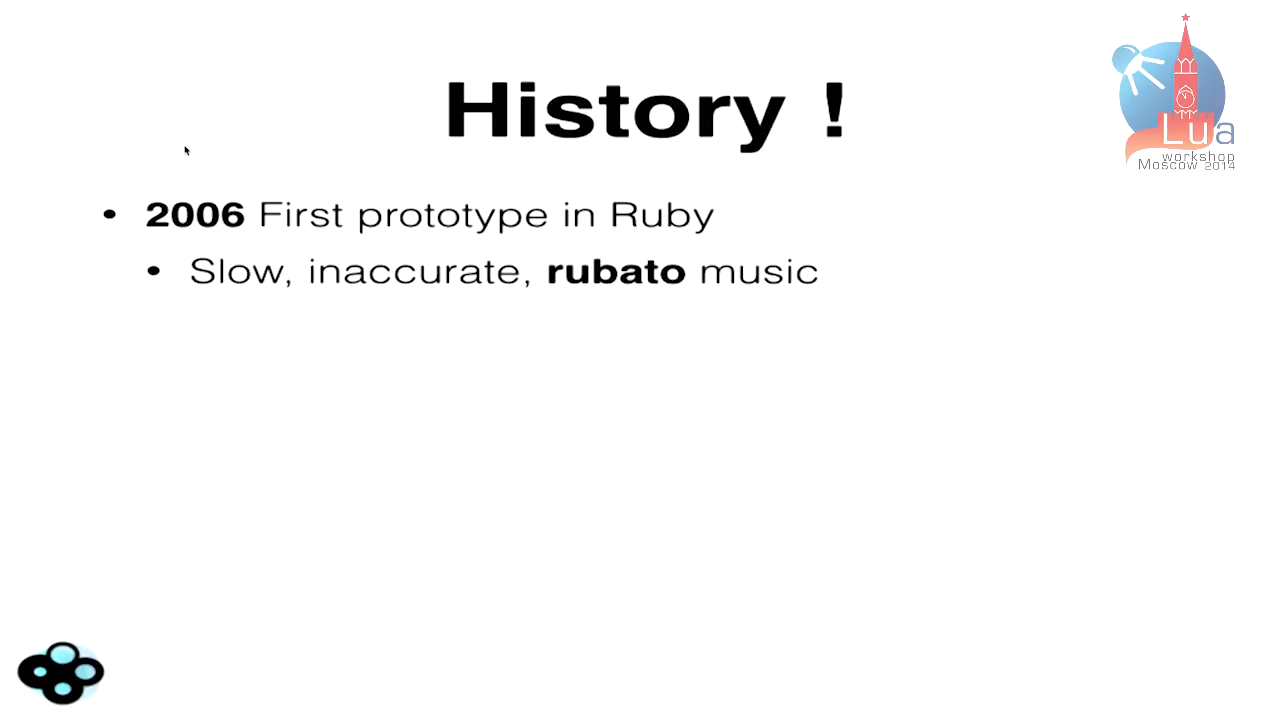 History !
Lua
workshop
Moscow 2014
• 2006 First prototype in Ruby
• Slow, inaccurate, rubato music